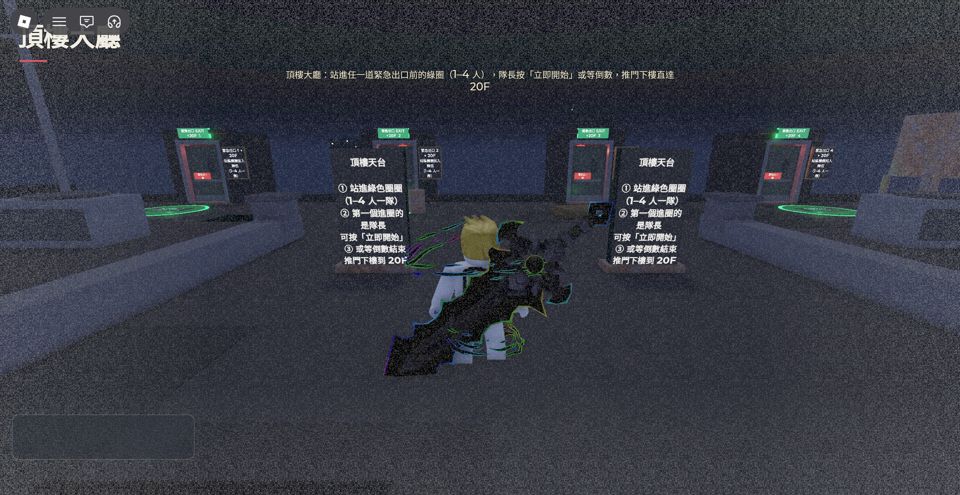 頂樓大廳
頂樓大廳：站進任一道緊急出口前的綠圈（1–4 人），隊長按「立即開始」或等倒數，推門下樓直達
20F
頂樓天台
① 站進綠色圈圈
（1–4 人一隊）
② 第一個進圈的
是隊長
可按「立即開始」
③ 或等倒數結束
推門下樓到 20F
頂樓天台
① 站進綠色圈圈
（1–4 人一隊）
② 第一個進圈的
是隊長
可按「立即開始」
③ 或等倒數結束
推門下樓到 20F